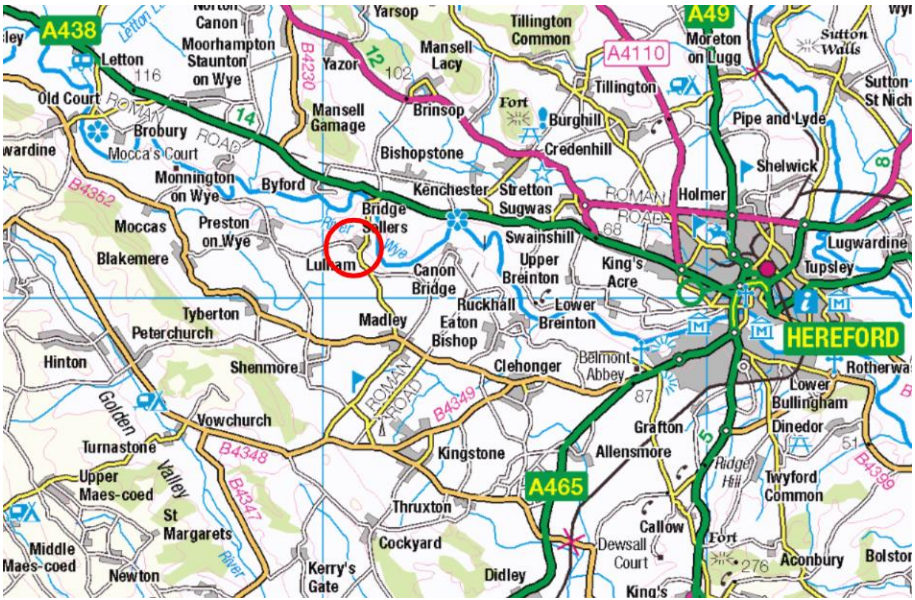 A438
Letton L
Norton
Canon
Yarsop
Tillington
Common
A49
Moreton
on Lugg
Sutton
Walls
Letton
116
Moorhampton
Staunton
on Wye
B4230
Yazor
12
102
Mansell
Lacy
A4110
Tillington
Sutton
St Nich
Old Court
ROMAN
ROAD
14
Mansell
Gamage
Brinsop
Fort
Burghill
Pipe and Lyde
Brobury
Mocca's Court
wardine
Bishopstone
Credenhill
Shelwick
8
B4352
Monnington
on Wye
Byford
Kenchester
Stretton
Sugwas
ROMAN
ROAD
Holmer
Moccas
Preston
on Wye
River
Wye
Bridge
Sollers
Swainshill
68
Lugwardine
Blakemere
Lulham
Canon
Bridge
Upper
Breinton
King's
Acre
Tupsley
Tyberton
Ruckhall
Lower
Breinton
Peterchurch
Madley
Eaton
Bishop
HEREFORD
Hinton
Shenmore
Clehonger
Belmont
Abbey
Rotherwa
ROMAN
ROAD
87
Lower
Bullingham
Golden
Valley
Vowchurch
B4349
Grafton
Dinedor
51
B4399
Turnastone
B4348
Kingstone
Allensmore
5
Ridge
Hill
Upper
Maes-coed
B4347
A465
Twyford
Common
St
Margarets
Thruxton
Callow
Middle
Maes-coed
Cockyard
Dewsall
Court
Fort
276
Aconbury
Bolston
Newton
River
Kerry's
Gate
Didley
King's